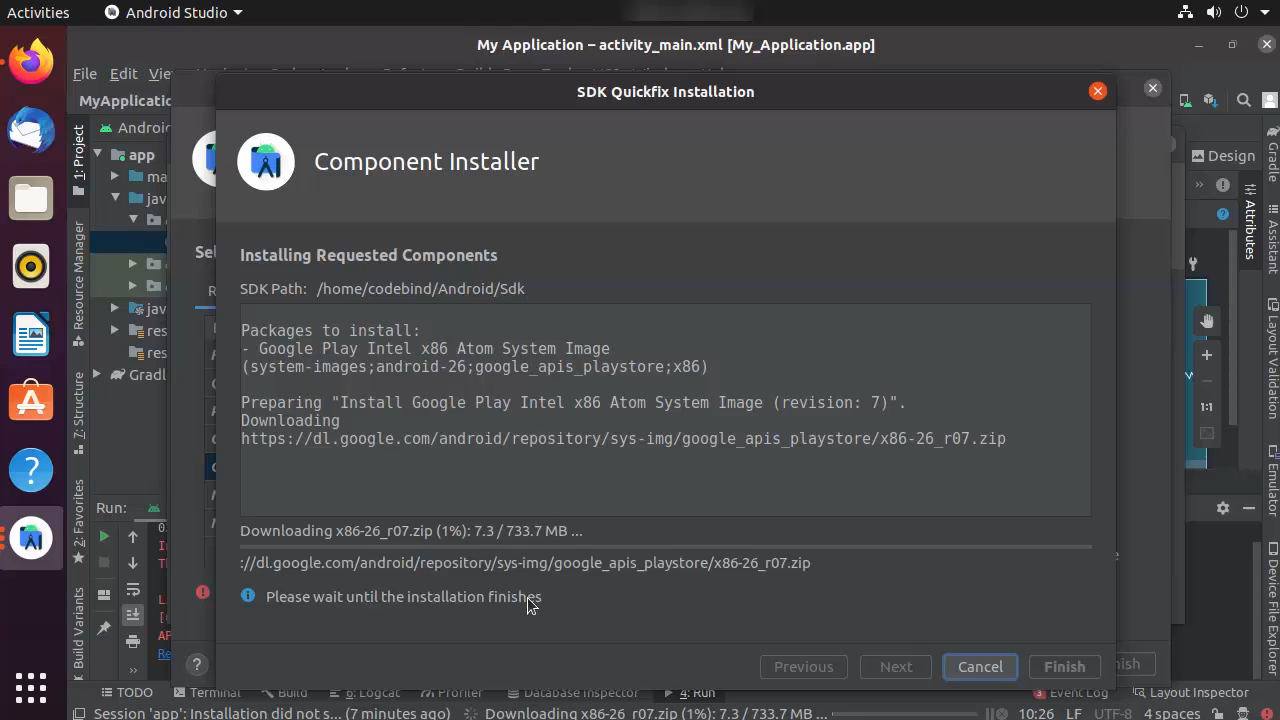 Activities
Android Studio
My Application – activity_main.xml [My_Application.app]
File Edit
MyApplication
SDK Quickfix Installation
Component Installer
Installing Requested Components
SDK Path: /home/codebind/Android/Sdk
Packages to install:
- Google Play Intel x86 Atom System Image
(system-images;android-26;google_apis_playstore;x86)
Preparing "Install Google Play Intel x86 Atom System Image (revision: 7)".
Downloading
https://dl.google.com/android/repository/sys-img/google_apis_playstore/x86-26_r07.zip
Downloading x86-26_r07.zip (1%): 7.3 / 733.7 MB ...
://dl.google.com/android/repository/sys-img/google_apis_playstore/x86-26_r07.zip
Please wait until the installation finishes
Previous
Next
Cancel
Finish
1: Project
Resource Manager
7: Structure
2: Favorites
Build Variants
app
Run:
Design
Attributes
1:1
Gradle
Assistant
Layout Validation
Emulator
Device File Explorer
TODO
Terminal
Build
6: Logcat
Profiler
Database Inspector
4: Run
3 Event Log
Layout Inspector
Session 'app': Installation did not s... (7 minutes ago)
Downloading x86-26_r07.zip (1%): 7.3 / 733.7 MB ...
10:26 LF UTF-8 4 spaces